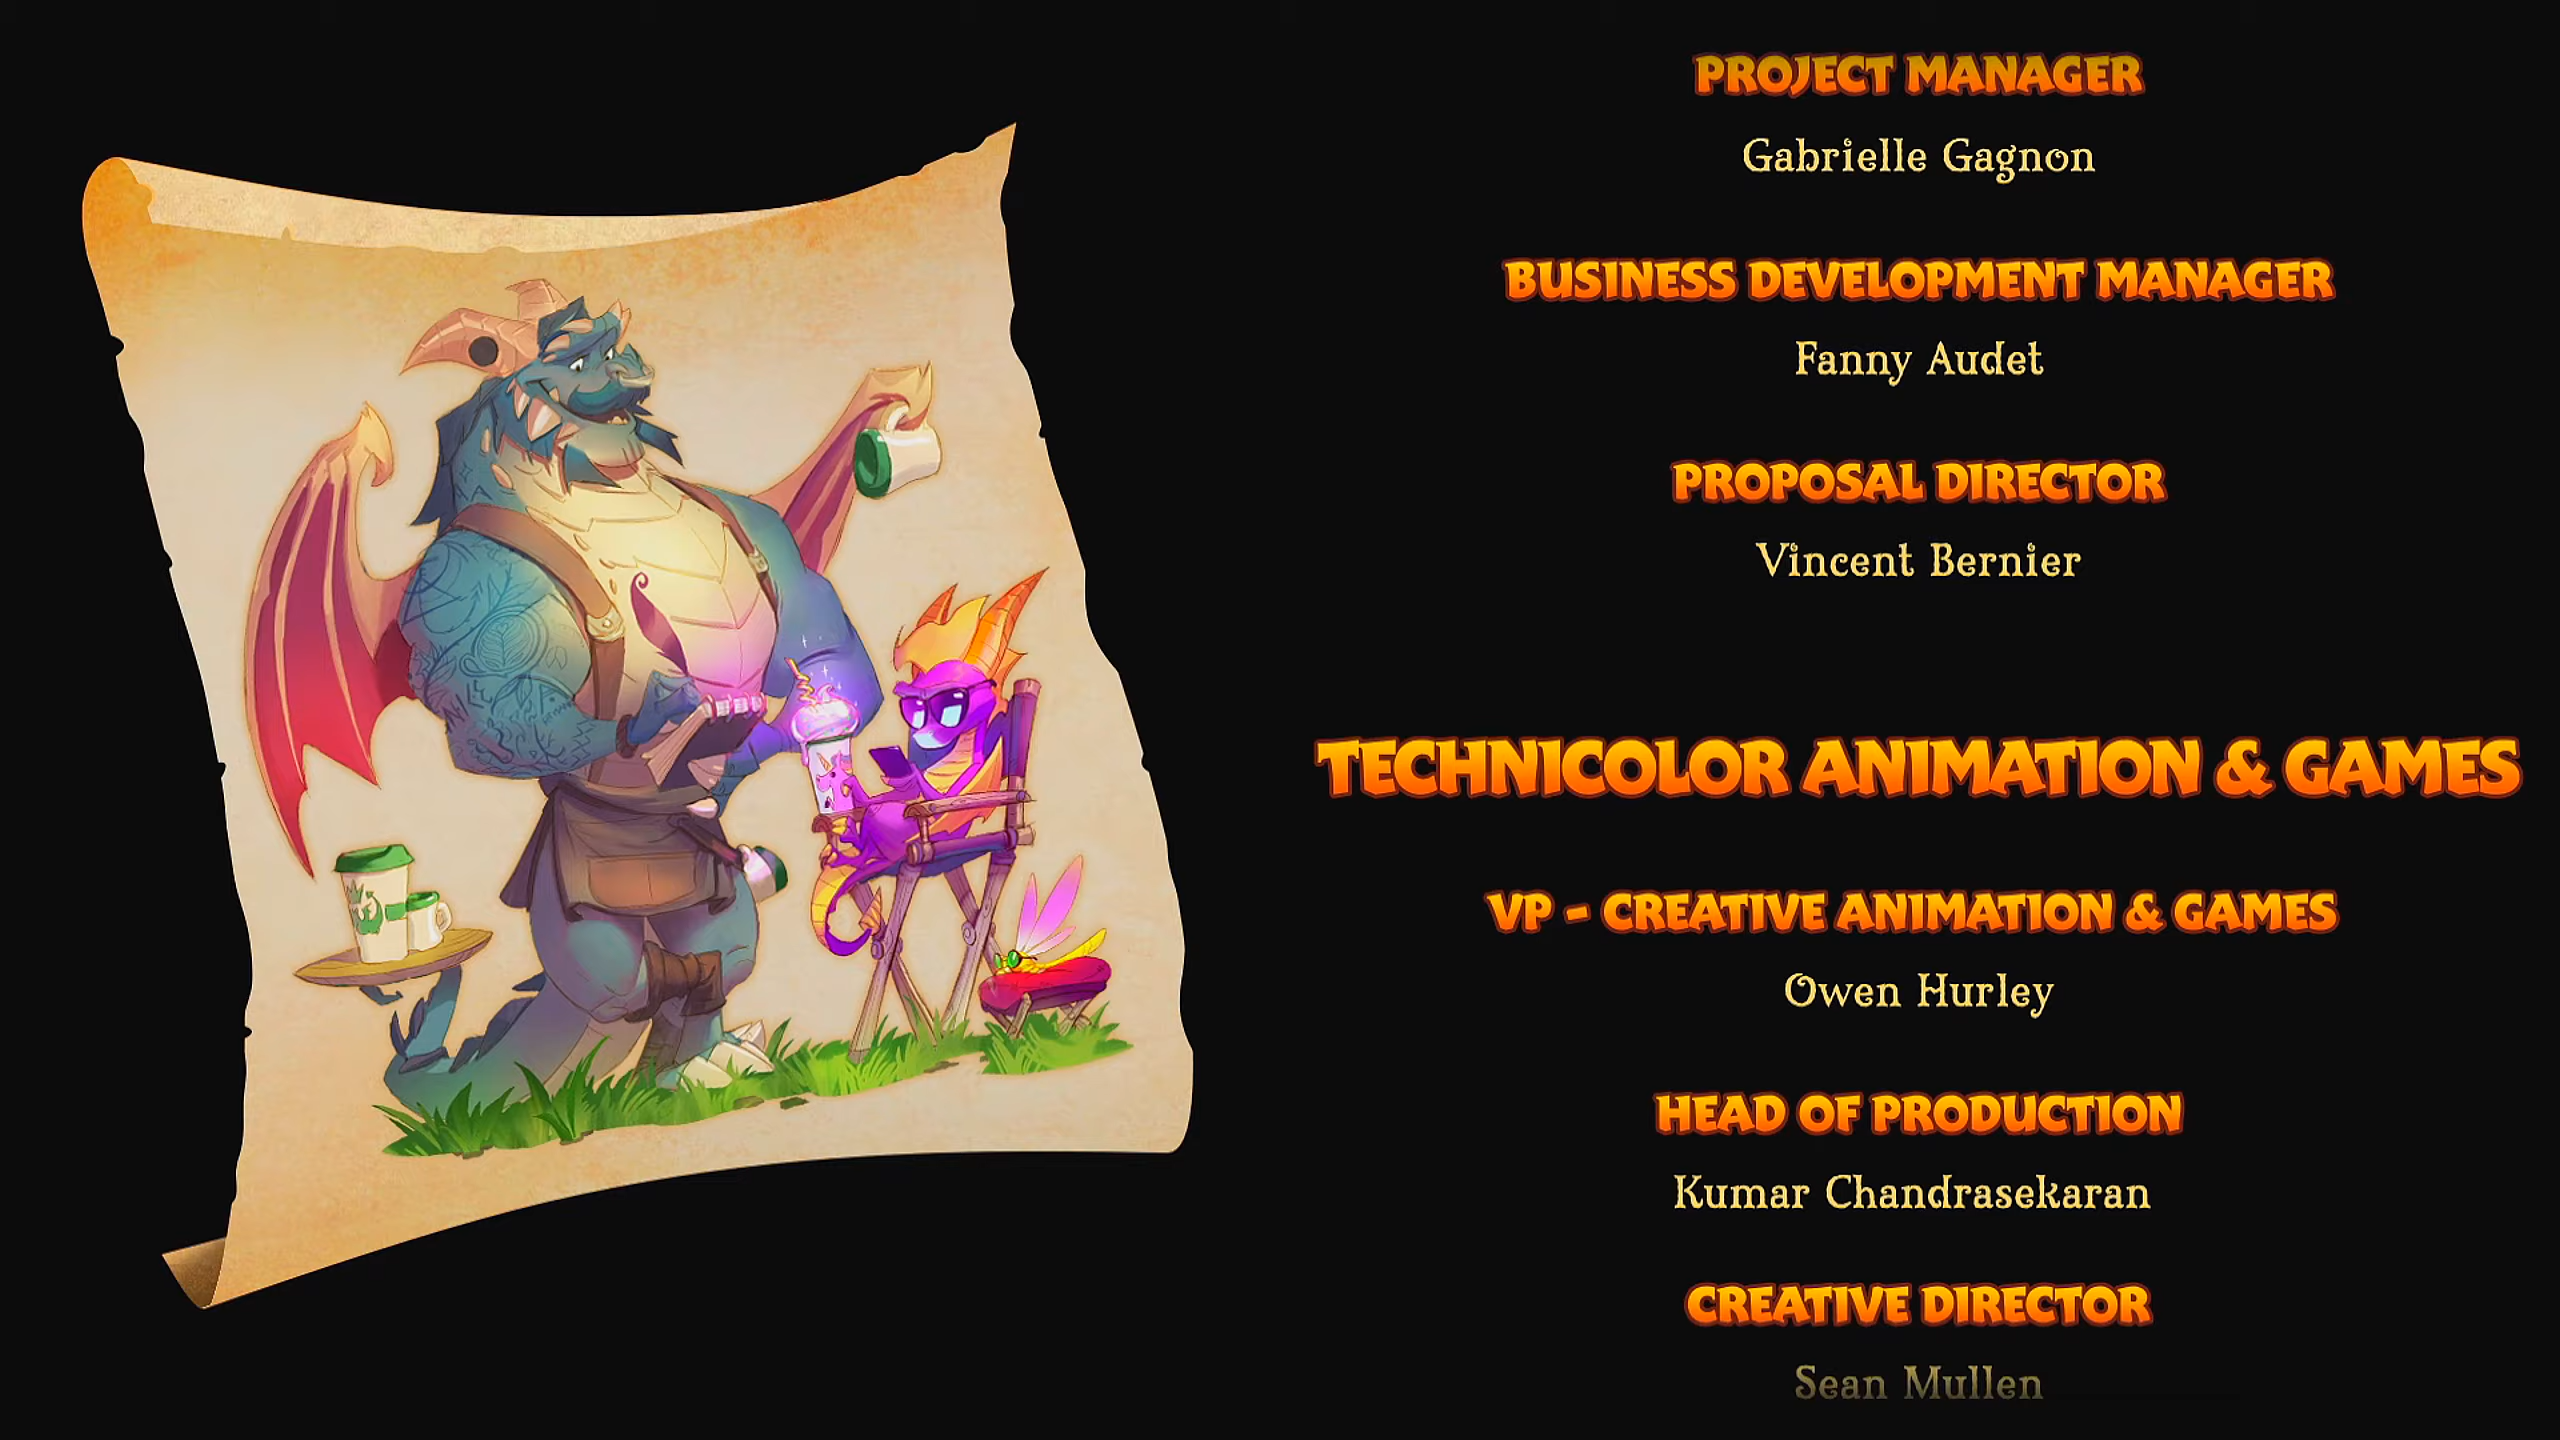 PROJECT MANAGER
Gabrielle Gagnon
BUSINESS DEVELOPMENT MANAGER
Fanny Audet
PROPOSAL DIRECTOR
Vincent Bernier
TECHNICOLOR ANIMATION & GAMES
VP - CREATIVE ANIMATION & GAMES
Owen Hurley
HEAD OF PRODUCTION
Kumar Chandrasekaran
CREATIVE DIRECTOR
Sean Mullen